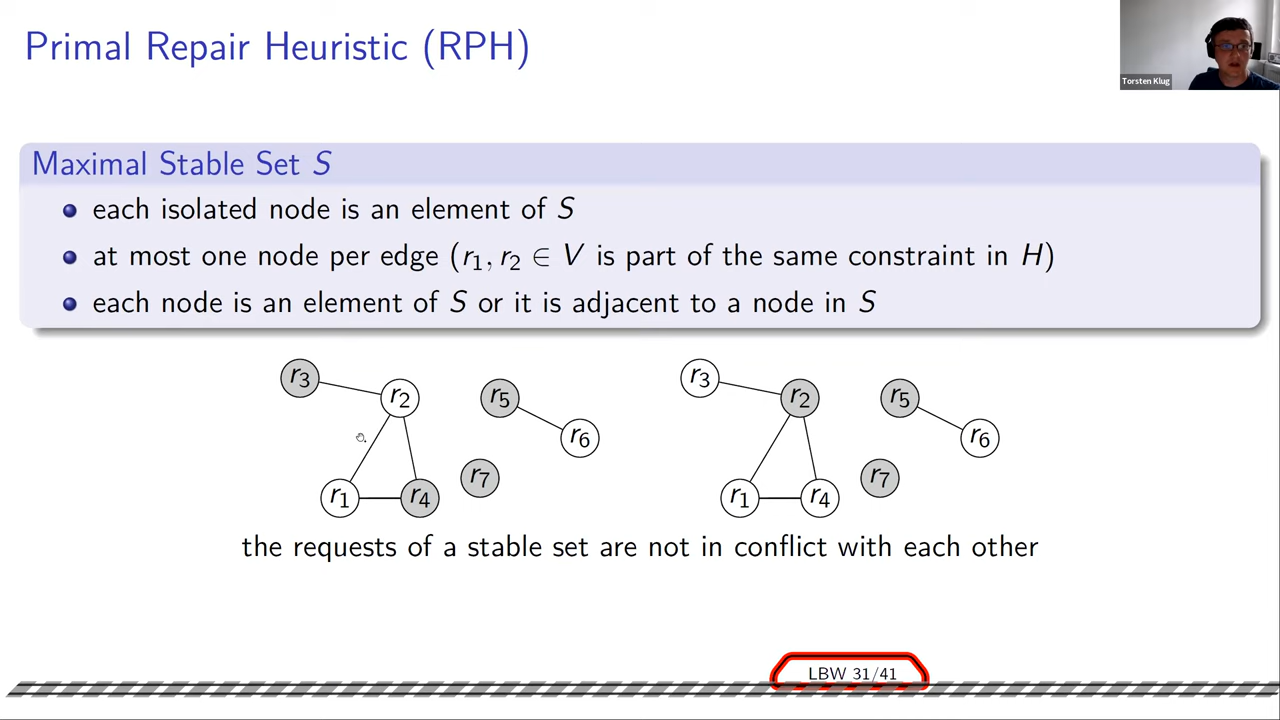 Primal Repair Heuristic (RPH)
Torsten Klug
Maximal Stable Set S
each isolated node is an element of S
at most one node per edge (r₁, r₂ ∈ V is part of the same constraint in H)
each node is an element of S or it is adjacent to a node in S
r₃
r₂
r₅
r₆
r₇
r₁
r₄
r₃
r₂
r₅
r₆
r₇
r₁
r₄
the requests of a stable set are not in conflict with each other
LBW 31/41